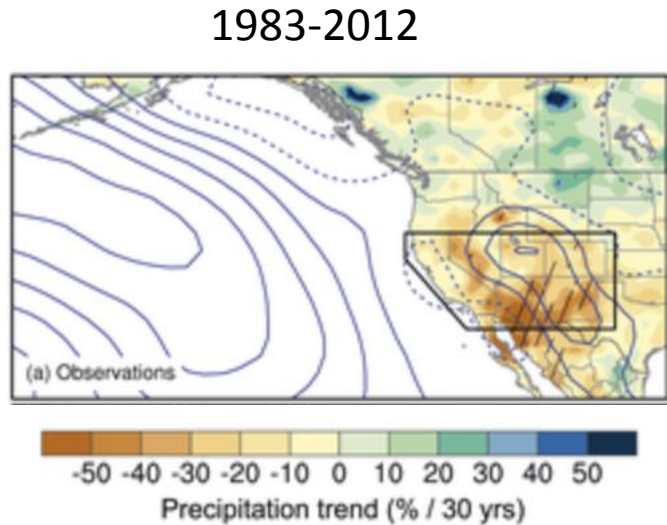 1983-2012
(a) Observations
-50 -40 -30 -20 -10 0 10 20 30 40 50
Precipitation trend (% / 30 yrs)